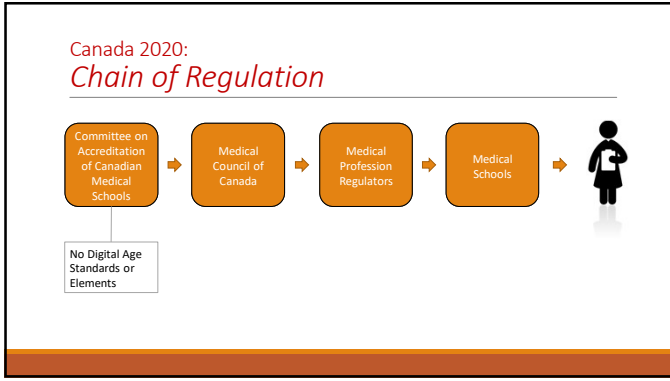 Canada 2020:
Chain of Regulation
Committee on
Accreditation
of Canadian
Medical
Schools
Medical
Council of
Canada
Medical
Profession
Regulators
Medical
Schools
No Digital Age
Standards or
Elements